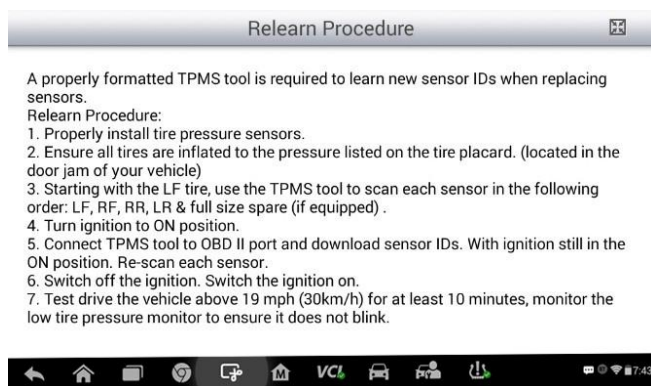 Relearn Procedure
A properly formatted TPMS tool is required to learn new sensor IDs when replacing
sensors.
Relearn Procedure:
1. Properly install tire pressure sensors.
2. Ensure all tires are inflated to the pressure listed on the tire placard. (located in the
door jam of your vehicle)
3. Starting with the LF tire, use the TPMS tool to scan each sensor in the following
order: LF, RF, RR, LR & full size spare (if equipped) .
4. Turn ignition to ON position.
5. Connect TPMS tool to OBD II port and download sensor IDs. With ignition still in the
ON position. Re-scan each sensor.
6. Switch off the ignition. Switch the ignition on.
7. Test drive the vehicle above 19 mph (30km/h) for at least 10 minutes, monitor the
low tire pressure monitor to ensure it does not blink.
M VCI 7:43